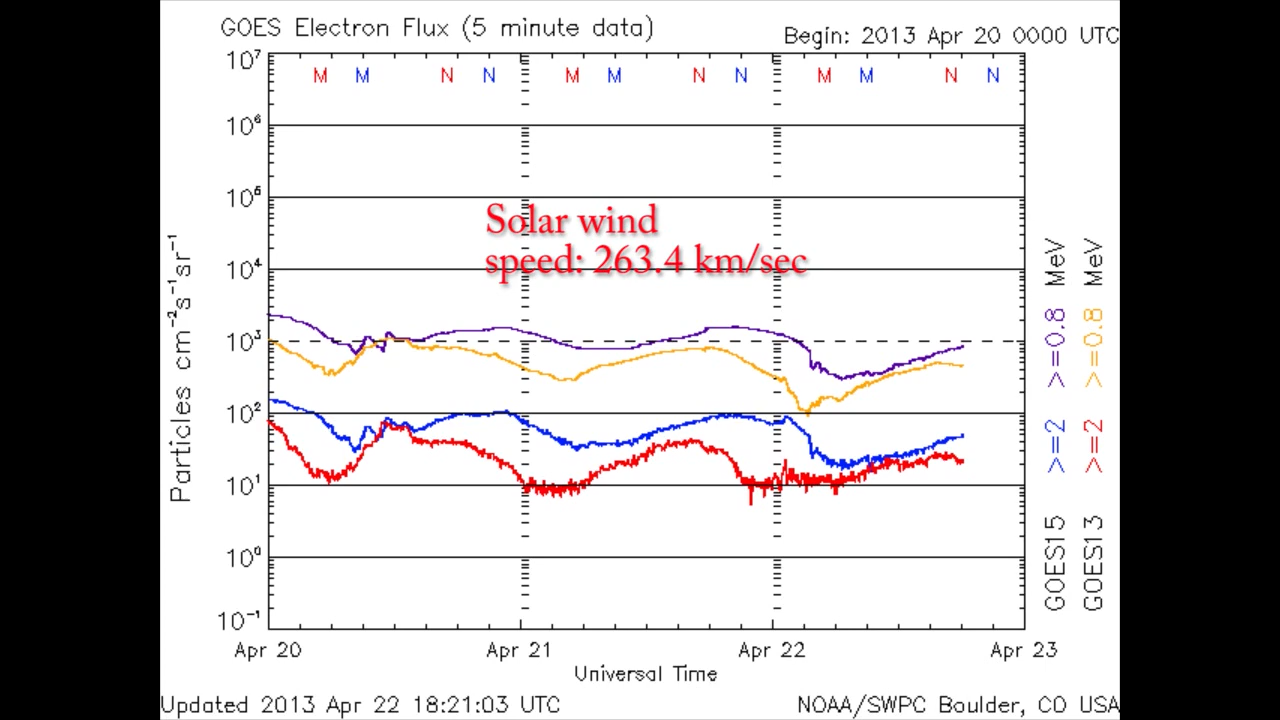 GOES Electron Flux (5 minute data)
Begin: 2013 Apr 20 0000 UTC
10⁷
M M N N M M N N M M N N
10⁶
10⁵
Solar wind
speed: 263.4 km/sec
10⁴
10³
10²
10¹
10⁰
10⁻¹
Particles cm⁻²s⁻¹sr⁻¹
Apr 20 Apr 21 Apr 22 Apr 23
Universal Time
GOES15 >=2 >=0.8 MeV
GOES13 >=2 >=0.8 MeV
Updated 2013 Apr 22 18:21:03 UTC
NOAA/SWPC Boulder, CO USA